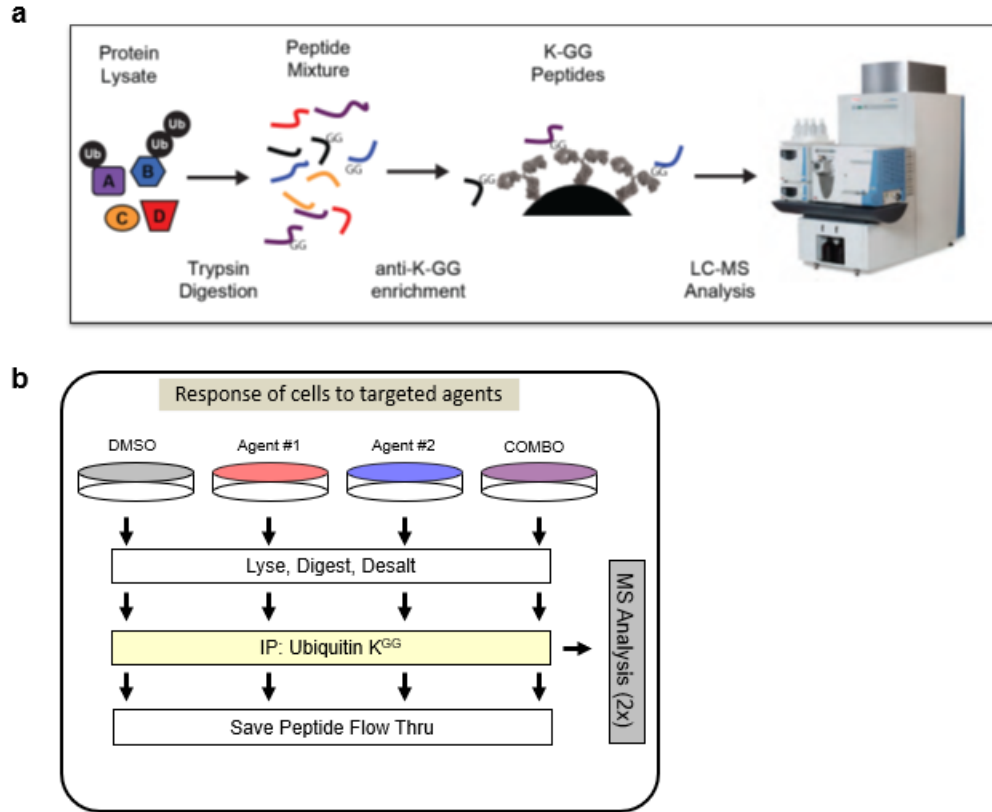 a
Protein
Lysate
Peptide
Mixture
K-GG
Peptides
Ub
Ub
Ub
A
B
C
D
GG
GG
GG
GG
GG
GG
Trypsin
Digestion
anti-K-GG
enrichment
LC-MS
Analysis
b
Response of cells to targeted agents
DMSO
Agent #1
Agent #2
COMBO
Lyse, Digest, Desalt
IP: Ubiquitin Kᴳᴳ
Save Peptide Flow Thru
MS Analysis (2x)